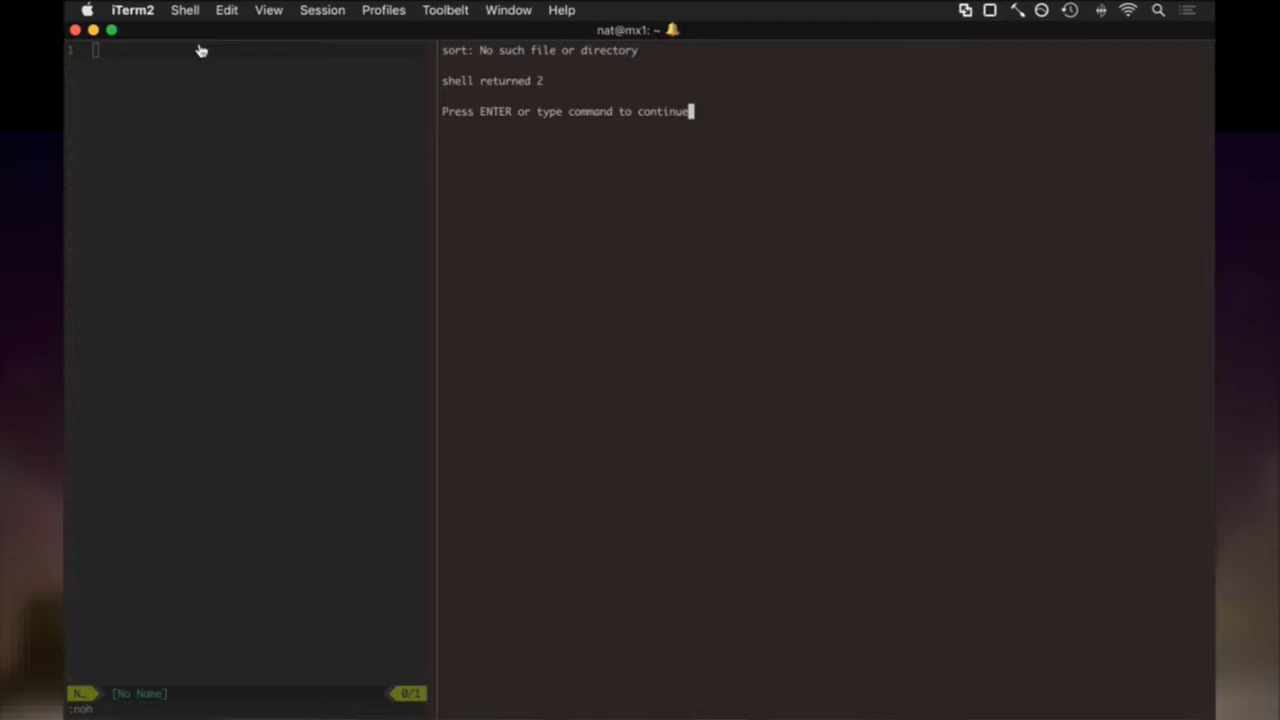 iTerm2 Shell Edit View Session Profiles Toolbelt Window Help
nat@mx1: ~
1
sort: No such file or directory
shell returned 2
Press ENTER or type command to continue
N… [No Name] 0/1
:noh